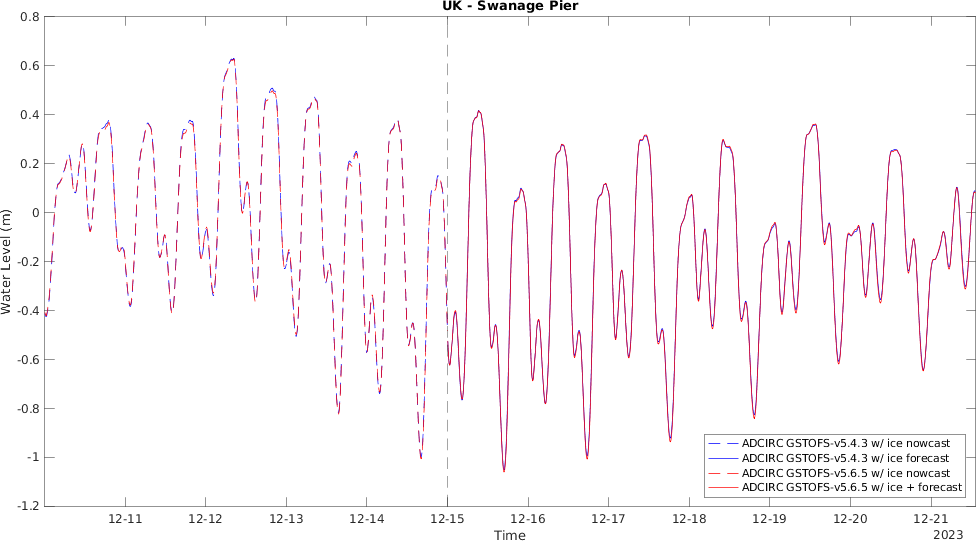 UK - Swanage Pier
0.8
0.6
0.4
0.2
0
-0.2
-0.4
-0.6
-0.8
-1
-1.2
Water Level (m)
ADCIRC GSTOFS-v5.4.3 w/ ice nowcast
ADCIRC GSTOFS-v5.4.3 w/ ice forecast
ADCIRC GSTOFS-v5.6.5 w/ ice nowcast
ADCIRC GSTOFS-v5.6.5 w/ ice + forecast
12-11 12-12 12-13 12-14 12-15 12-16 12-17 12-18 12-19 12-20 12-21
Time
2023